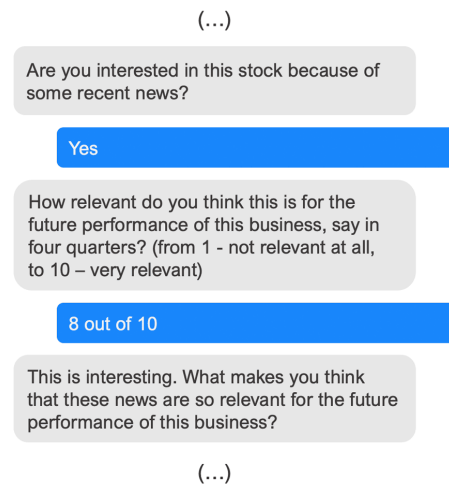 (...)
Are you interested in this stock because of
some recent news?
Yes
How relevant do you think this is for the
future performance of this business, say in
four quarters? (from 1 - not relevant at all,
to 10 – very relevant)
8 out of 10
This is interesting. What makes you think
that these news are so relevant for the future
performance of this business?
(...)